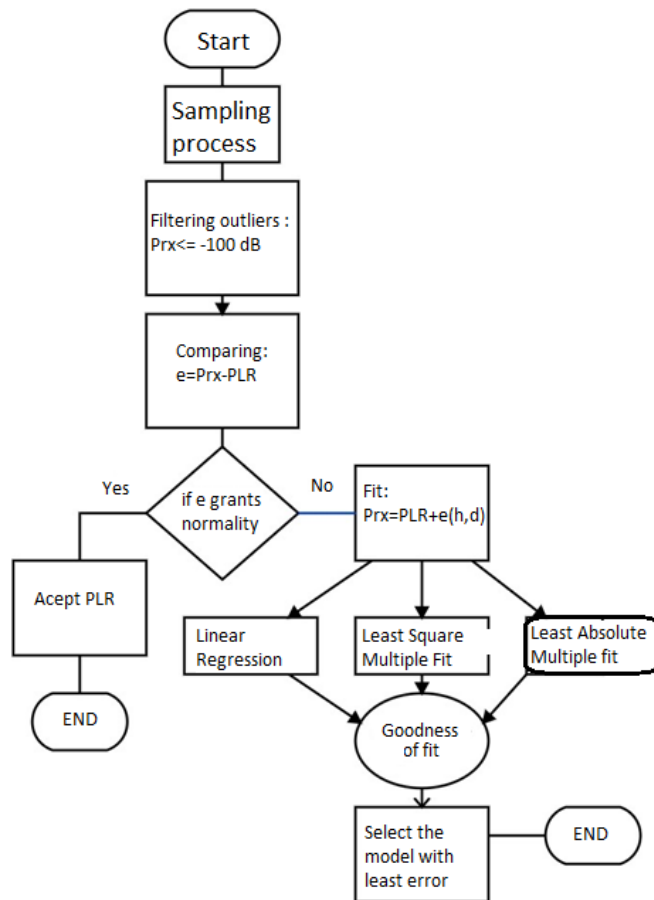 Start
Sampling
process
Filtering outliers :
Prx<= -100 dB
Comparing:
e=Prx-PLR
Yes
if e grants
normality
No
Fit:
Prx=PLR+e(h,d)
Acept PLR
END
Linear
Regression
Least Square
Multiple Fit
Least Absolute
Multiple fit
Goodness
of fit
Select the
model with
least error
END